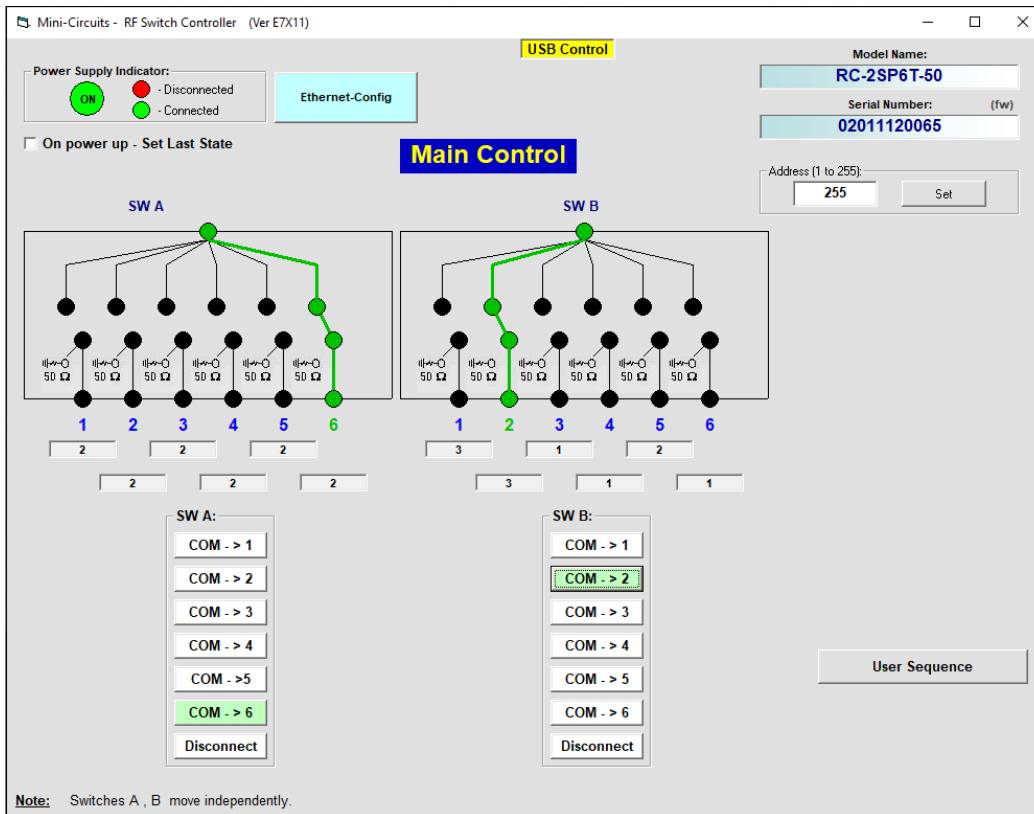 Mini-Circuits - RF Switch Controller (Ver E7X11)
USB Control
Power Supply Indicator:
ON
- Disconnected
- Connected
Ethernet-Config
Model Name:
RC-2SP6T-50
Serial Number: (fw)
02011120065
On power up - Set Last State
Main Control
Address (1 to 255):
255 Set
SW A SW B
50 Ω 50 Ω 50 Ω 50 Ω 50 Ω 50 Ω 50 Ω 50 Ω 50 Ω 50 Ω
1 2 3 4 5 6 1 2 3 4 5 6
2 2 2 3 1 2
2 2 2 3 1 1
SW A:
COM - > 1
COM - > 2
COM - > 3
COM - > 4
COM - >5
COM - > 6
Disconnect
SW B:
COM - > 1
COM - > 2
COM - > 3
COM - > 4
COM - > 5
COM - > 6
Disconnect
User Sequence
Note: Switches A , B move independently.